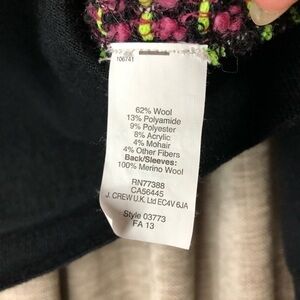 106741
62% Wool
13% Polyamide
9% Polyester
8% Acrylic
4% Mohair
4% Other Fibers
Back/Sleeves:
100% Merino Wool
RN77388
CA56445
J. CREW U.K. Ltd EC4V 6JA
Style 03773
FA 13